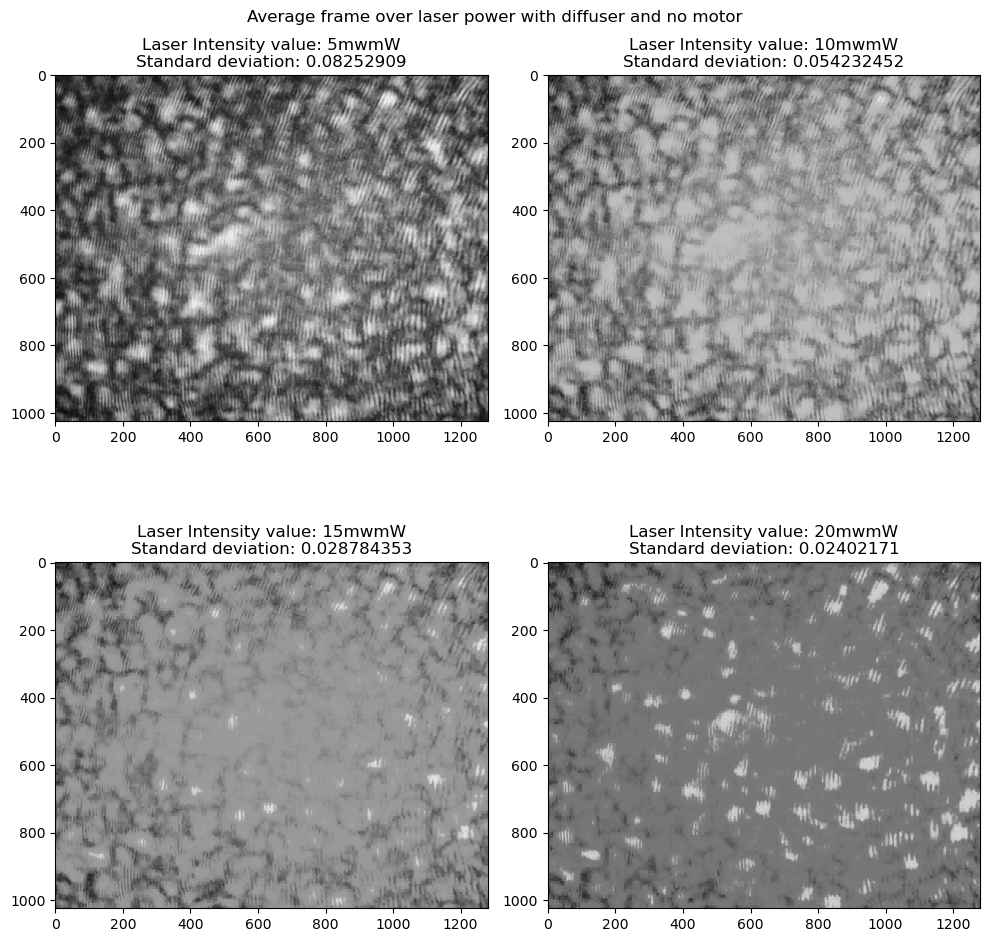 Average frame over laser power with diffuser and no motor
Laser Intensity value: 5mwmW
Standard deviation: 0.08252909
Laser Intensity value: 10mwmW
Standard deviation: 0.054232452
0
200
400
600
800
1000
0 200 400 600 800 1000 1200
0
200
400
600
800
1000
0 200 400 600 800 1000 1200
Laser Intensity value: 15mwmW
Standard deviation: 0.028784353
Laser Intensity value: 20mwmW
Standard deviation: 0.02402171
0
200
400
600
800
1000
0 200 400 600 800 1000 1200
0
200
400
600
800
1000
0 200 400 600 800 1000 1200